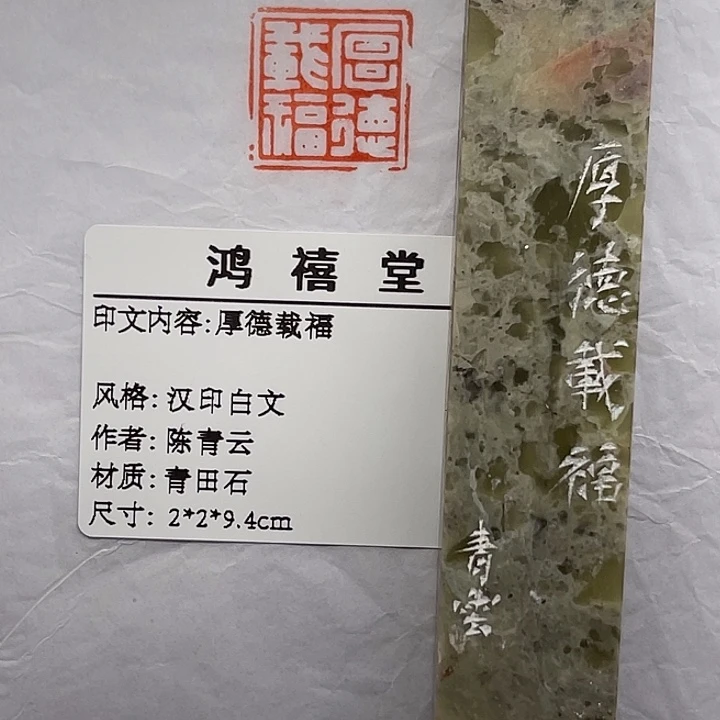 厚德
載福
鸿禧堂
印文内容:厚德载福
风格:汉印白文
作者:陈青云
材质:青田石
尺寸:2*2*9.4cm
厚德載福
青雲